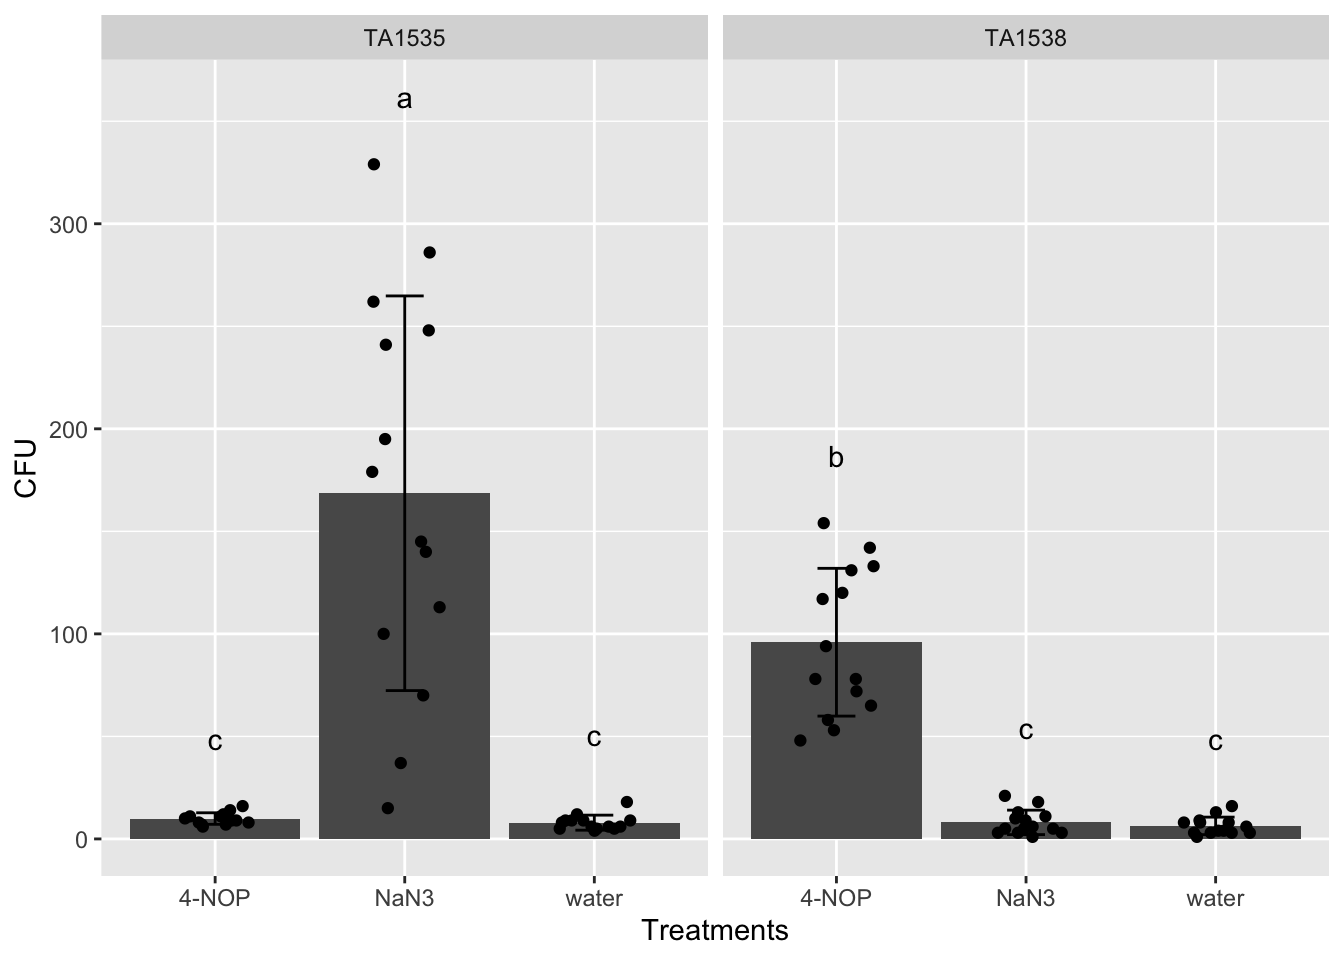 TA1535
TA1538
CFU
300
200
100
0
a
c
c
b
c
c
4-NOP
NaN3
water
4-NOP
NaN3
water
Treatments